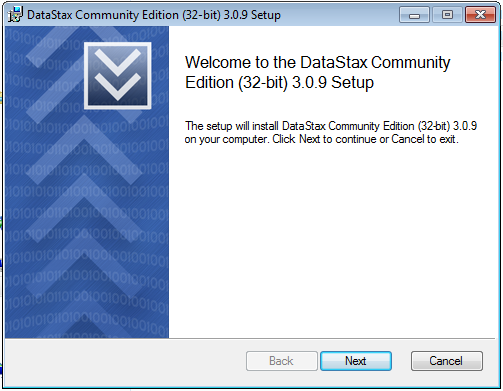 DataStax Community Edition (32-bit) 3.0.9 Setup
Welcome to the DataStax Community
Edition (32-bit) 3.0.9 Setup
The setup will install DataStax Community Edition (32-bit) 3.0.9
on your computer. Click Next to continue or Cancel to exit.
Back Next Cancel